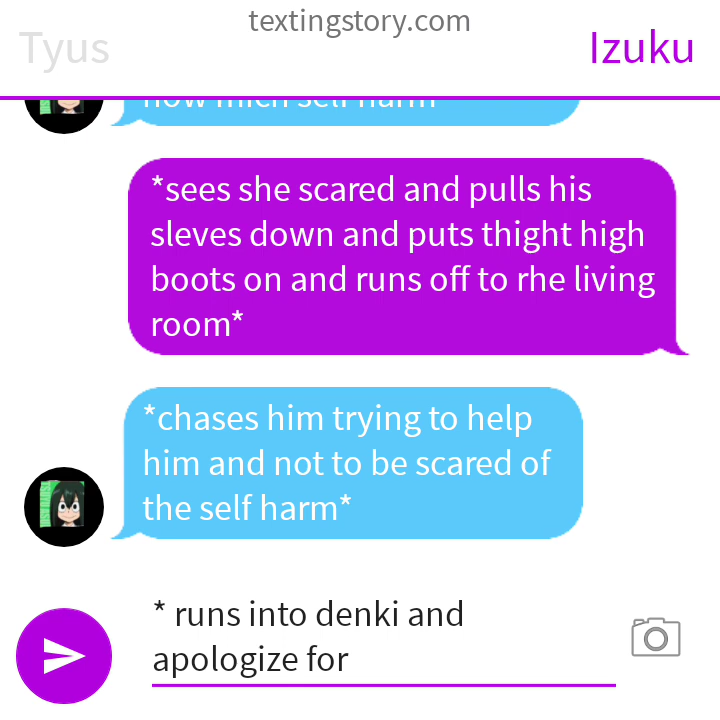 textingstory.com
Tyus
Izuku
how mich self harm
*sees she scared and pulls his
sleves down and puts thight high
boots on and runs off to rhe living
room*
*chases him trying to help
him and not to be scared of
the self harm*
* runs into denki and
apologize for